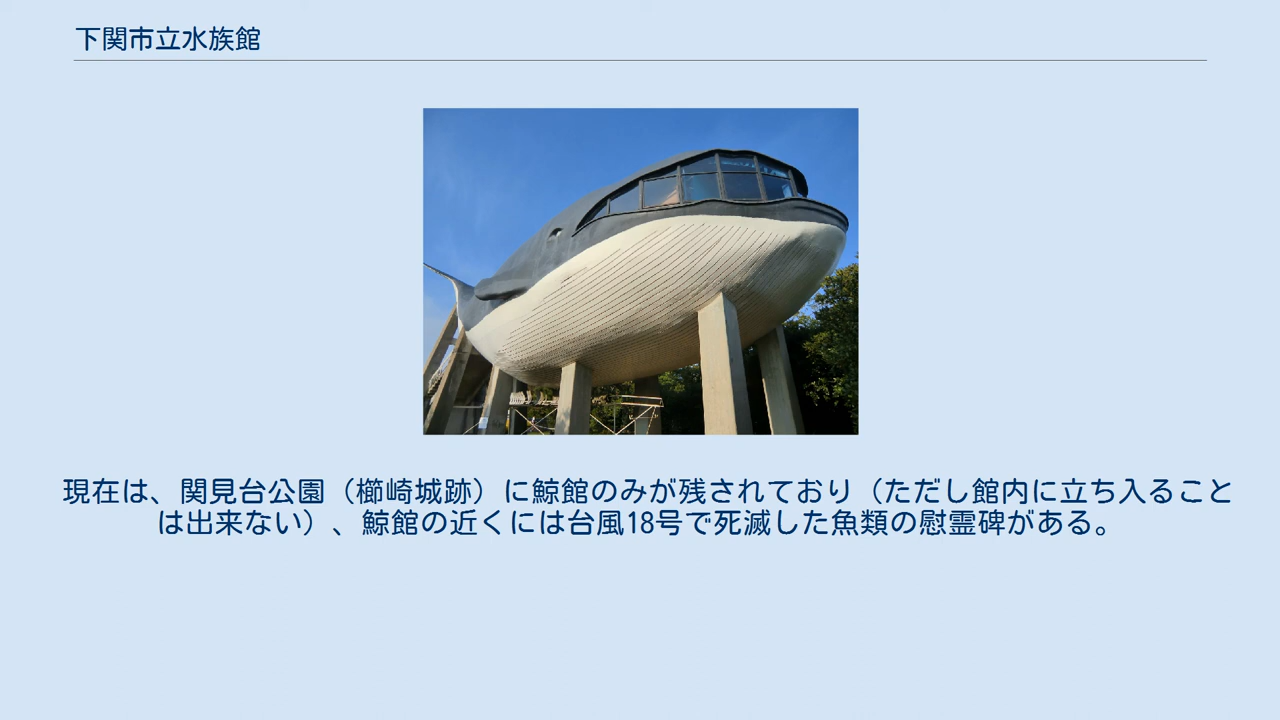 下関市立水族館
現在は、関見台公園（櫛崎城跡）に鯨館のみが残されており（ただし館内に立ち入ること
は出来ない）、鯨館の近くには台風18号で死滅した魚類の慰霊碑がある。